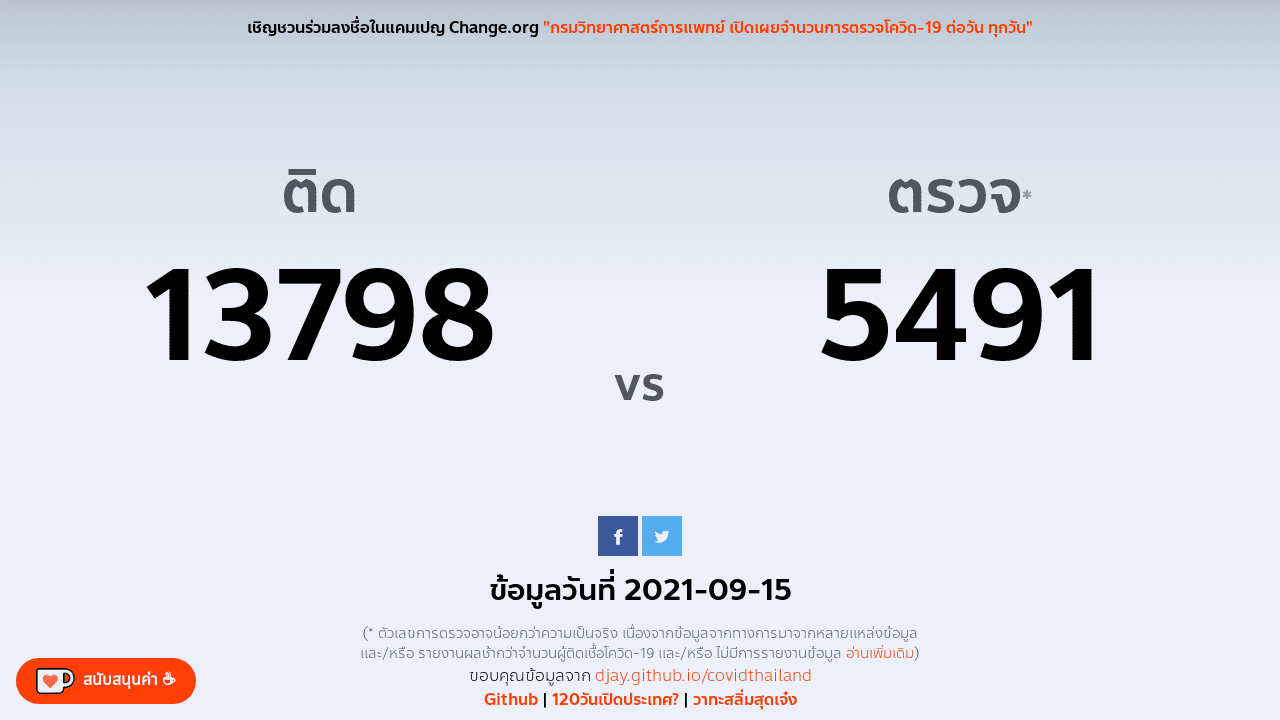 เชิญชวนร่วมลงชื่อในแคมเปญ Change.org "กรมวิทยาศาสตร์การแพทย์ เปิดเผยจำนวนการตรวจโควิด-19 ต่อวัน ทุกวัน"
ติด
ตรวจ*
13798
5491
vs
ข้อมูลวันที่ 2021-09-15
(* ตัวเลขการตรวจอาจน้อยกว่าความเป็นจริง เนื่องจากข้อมูลจากทางการมาจากหลายแหล่งข้อมูล
และ/หรือ รายงานผลช้ากว่าจำนวนผู้ติดเชื้อโควิด-19 และ/หรือ ไม่มีการรายงานข้อมูล อ่านเพิ่มเติม)
ขอบคุณข้อมูลจาก djay.github.io/covidthailand
Github | 120วันเปิดประเทศ? | วาทะสลิ่มสุดเจ๋ง
สนับสนุนค่า ☕